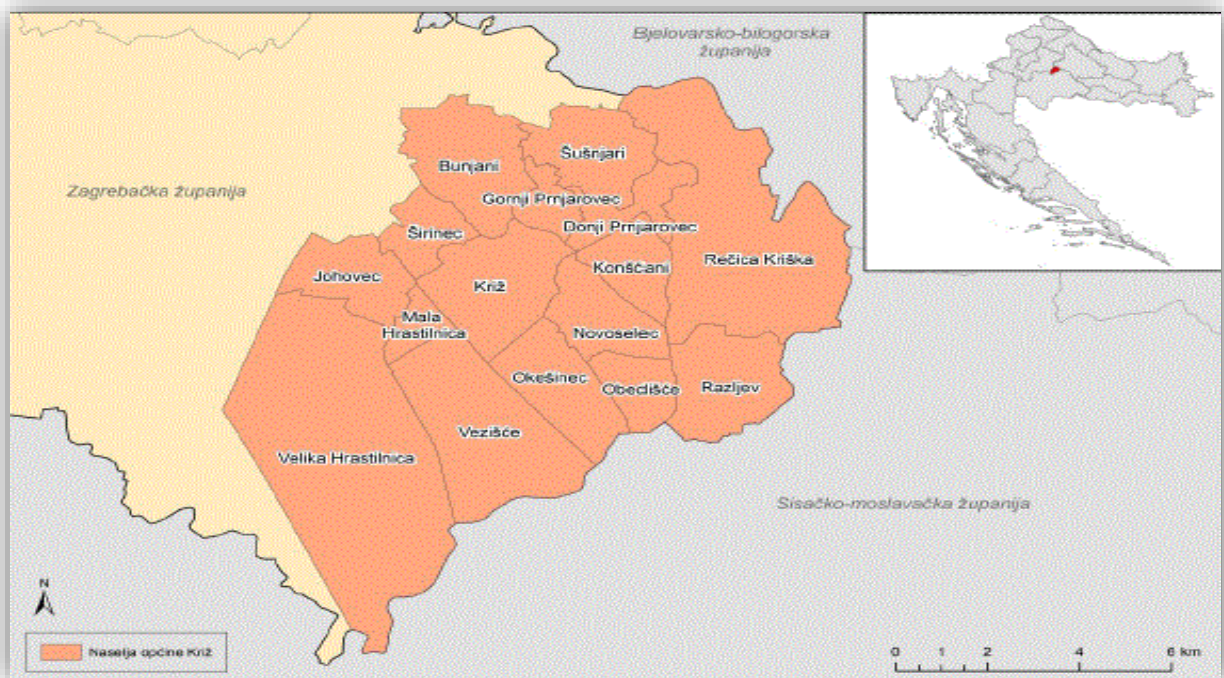 Bjelovarsko-bilogorska
županija
Zagrebačka županija
Bunjani
Šušnjari
Gornji Prnjarovec
Širinec
Donji Prnjarovec
Johovec
Križ
Konšćani
Rečica Kriška
Mala
Hrastilnica
Novoselec
Okešinec
Obedišće
Razljev
Velika Hrastilnica
Vezišće
Sisačko-moslavačka županija
N
Naselja općine Križ
0 1 2 4 6 km